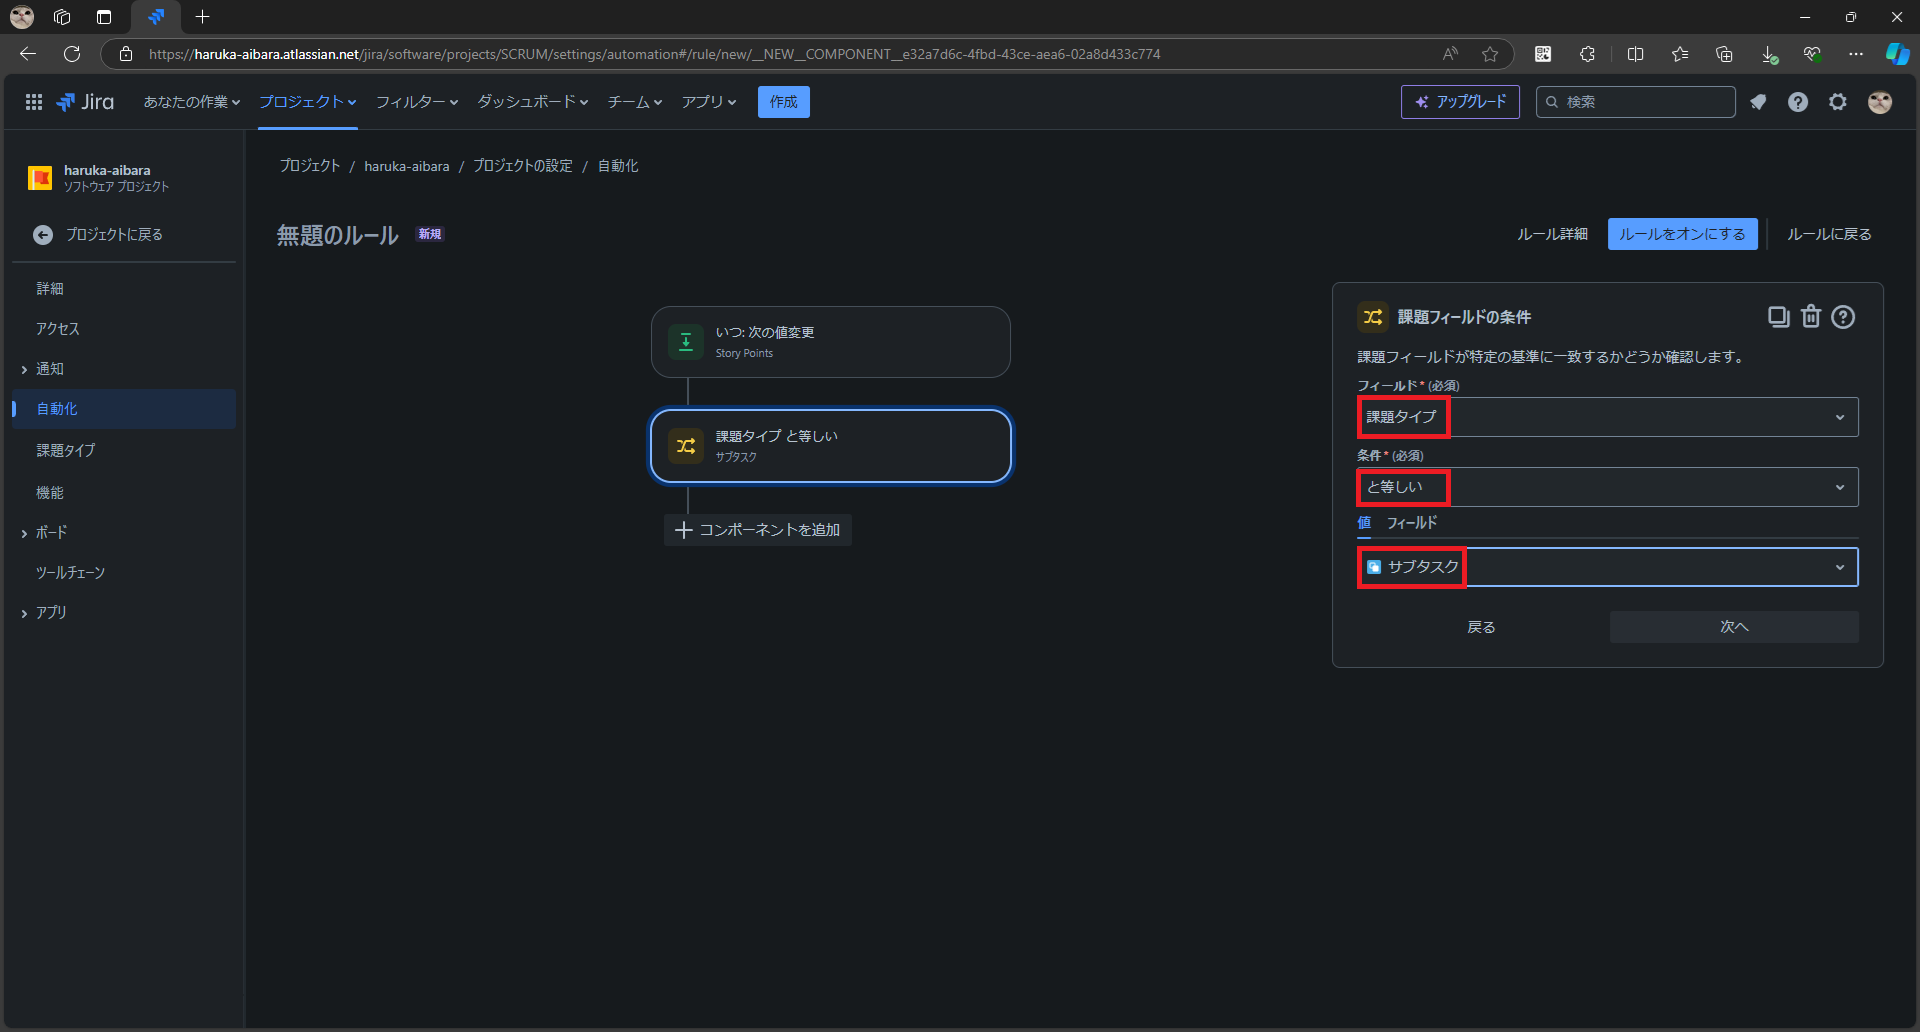 https://haruka-aibara.atlassian.net/jira/software/projects/SCRUM/settings/automation#/rule/new/__NEW__COMPONENT__e32a7d6c-4fbd-43ce-aea6-02a8d433c774
Jira
あなたの作業
プロジェクト
フィルター
ダッシュボード
チーム
アプリ
作成
アップグレード
検索
haruka-aibara
ソフトウェア プロジェクト
プロジェクトに戻る
詳細
アクセス
通知
自動化
課題タイプ
機能
ボード
ツールチェーン
アプリ
プロジェクト / haruka-aibara / プロジェクトの設定 / 自動化
無題のルール 新規
ルール詳細
ルールをオンにする
ルールに戻る
いつ: 次の値変更
Story Points
課題タイプ と等しい
サブタスク
コンポーネントを追加
課題フィールドの条件
課題フィールドが特定の基準に一致するかどうか確認します。
フィールド* (必須)
課題タイプ
条件* (必須)
と等しい
値 フィールド
サブタスク
戻る
次へ